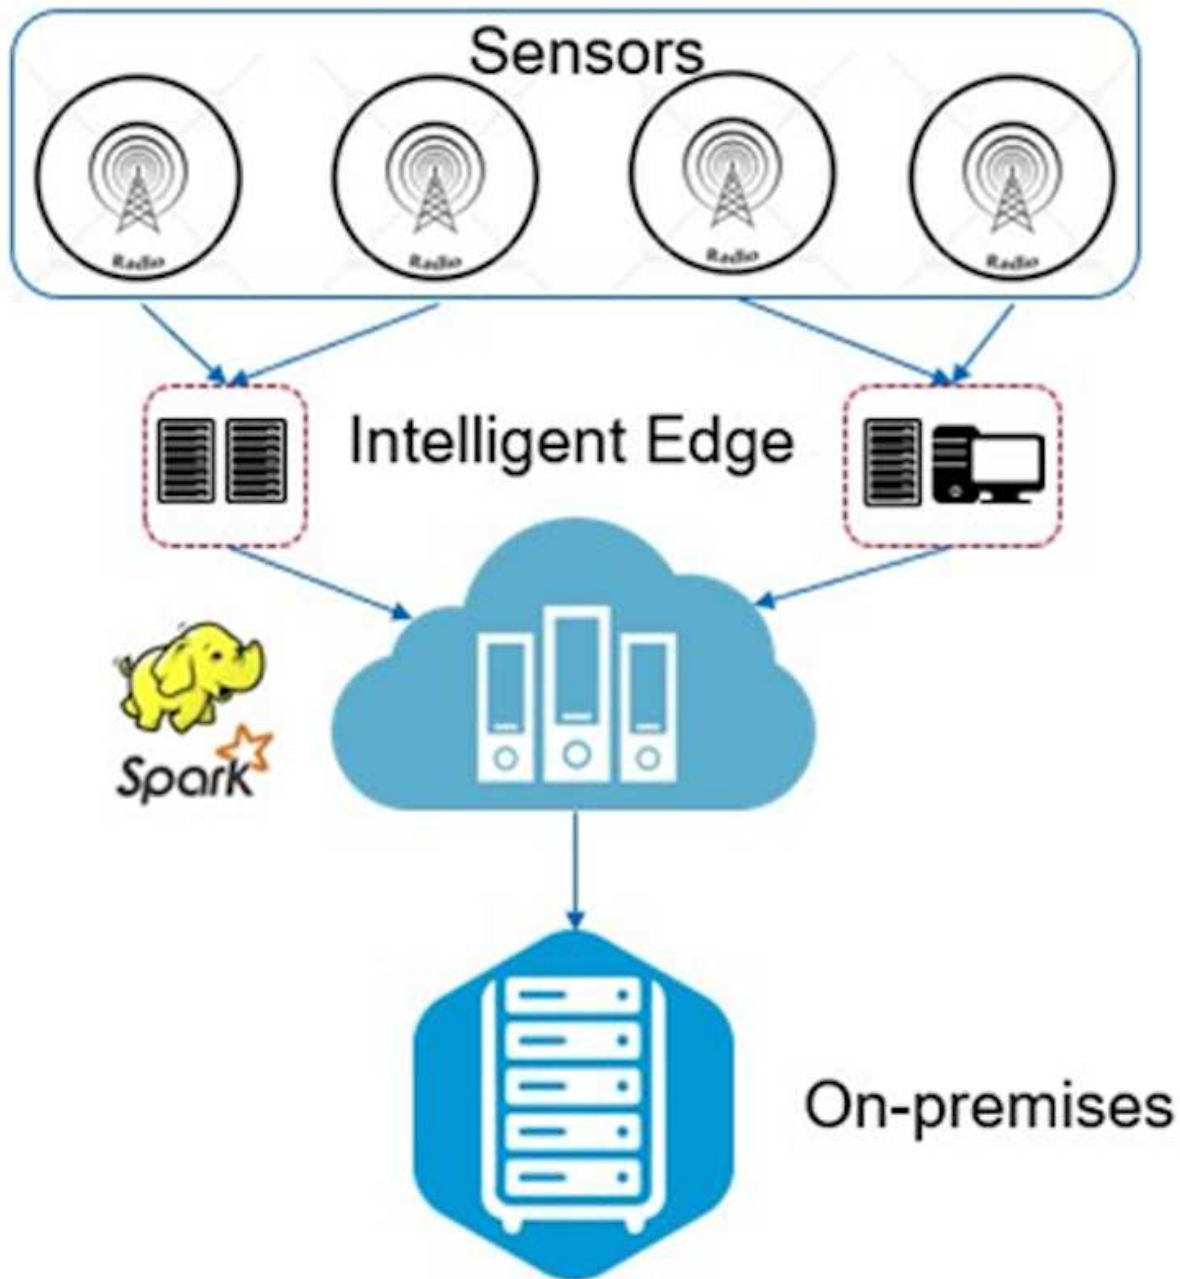 Sensors
Radio
Radio
Radio
Radio
Intelligent Edge
Spark
On-premises